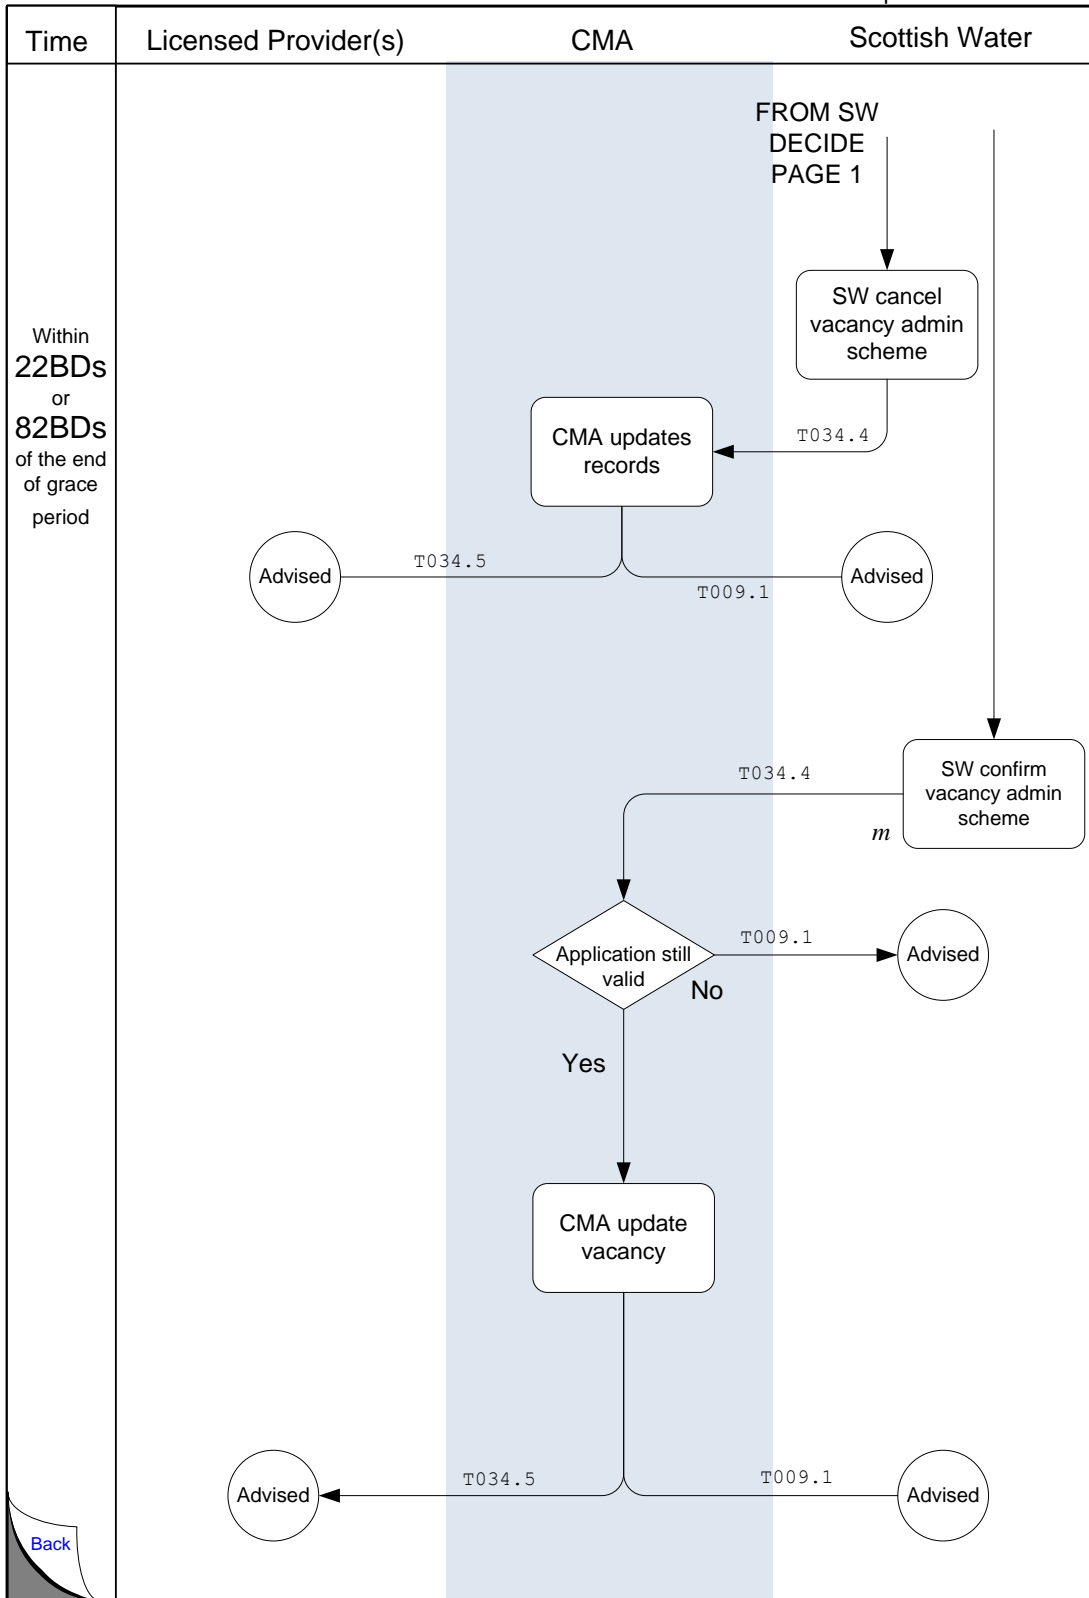 Time
Licensed Provider(s)
CMA
Scottish Water
FROM SW
DECIDE
PAGE 1
SW cancel
vacancy admin
scheme
Within
22BDs
or
82BDs
of the end
of grace
period
T034.4
CMA updates
records
Advised
T034.5
T009.1
Advised
SW confirm
vacancy admin
scheme
T034.4
m
Application still
valid
T009.1
No
Advised
Yes
CMA update
vacancy
Advised
T034.5
T009.1
Advised
Back